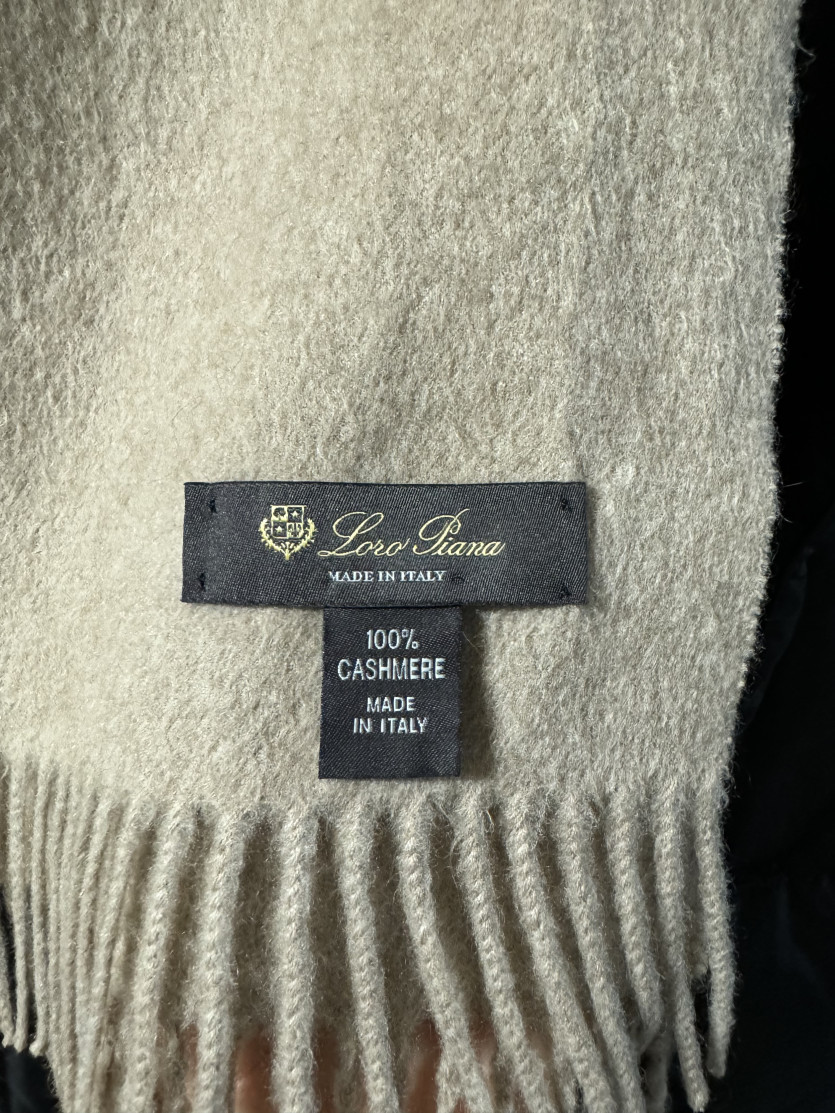 Loro Piana
MADE IN ITALY
100%
CASHMERE
MADE
IN ITALY